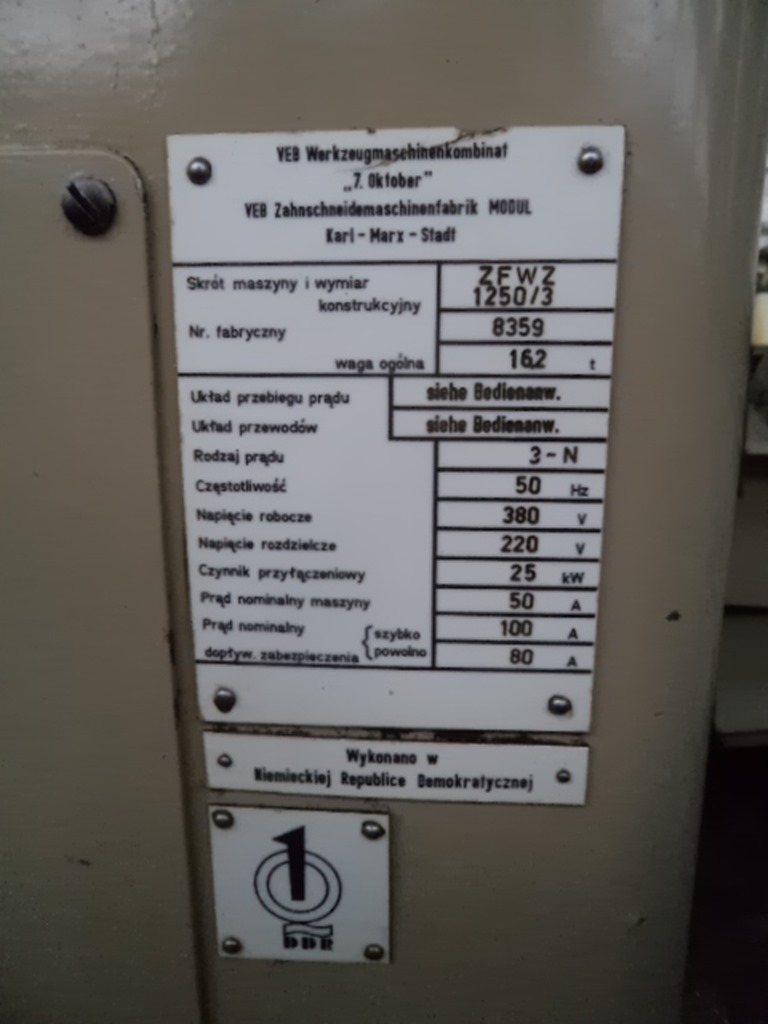 VEB Werkzeugmaschinenkombinat
„7. Oktober"
VEB Zahnschneidemaschinenfabrik MODUL
Karl-Marx-Stadt
Skrót maszyny i wymiar
konstrukcyjny
ZFWZ
1250/3
Nr. fabryczny 8359
waga ogólna 16,2 t
Układ przebiegu prądu siehe Bedienanw.
Układ przewodów siehe Bedienanw.
Rodzaj prądu 3~N
Częstotliwość 50 Hz
Napięcie robocze 380 V
Napięcie rozdzielcze 220 V
Czynnik przyłączeniowy 25 kW
Prąd nominalny maszyny 50 A
Prąd nominalny { szybko 100 A
dopływ. zabezpieczenia { powolno 80 A
Wykonano w
Niemieckiej Republice Demokratycznej
1
DDR